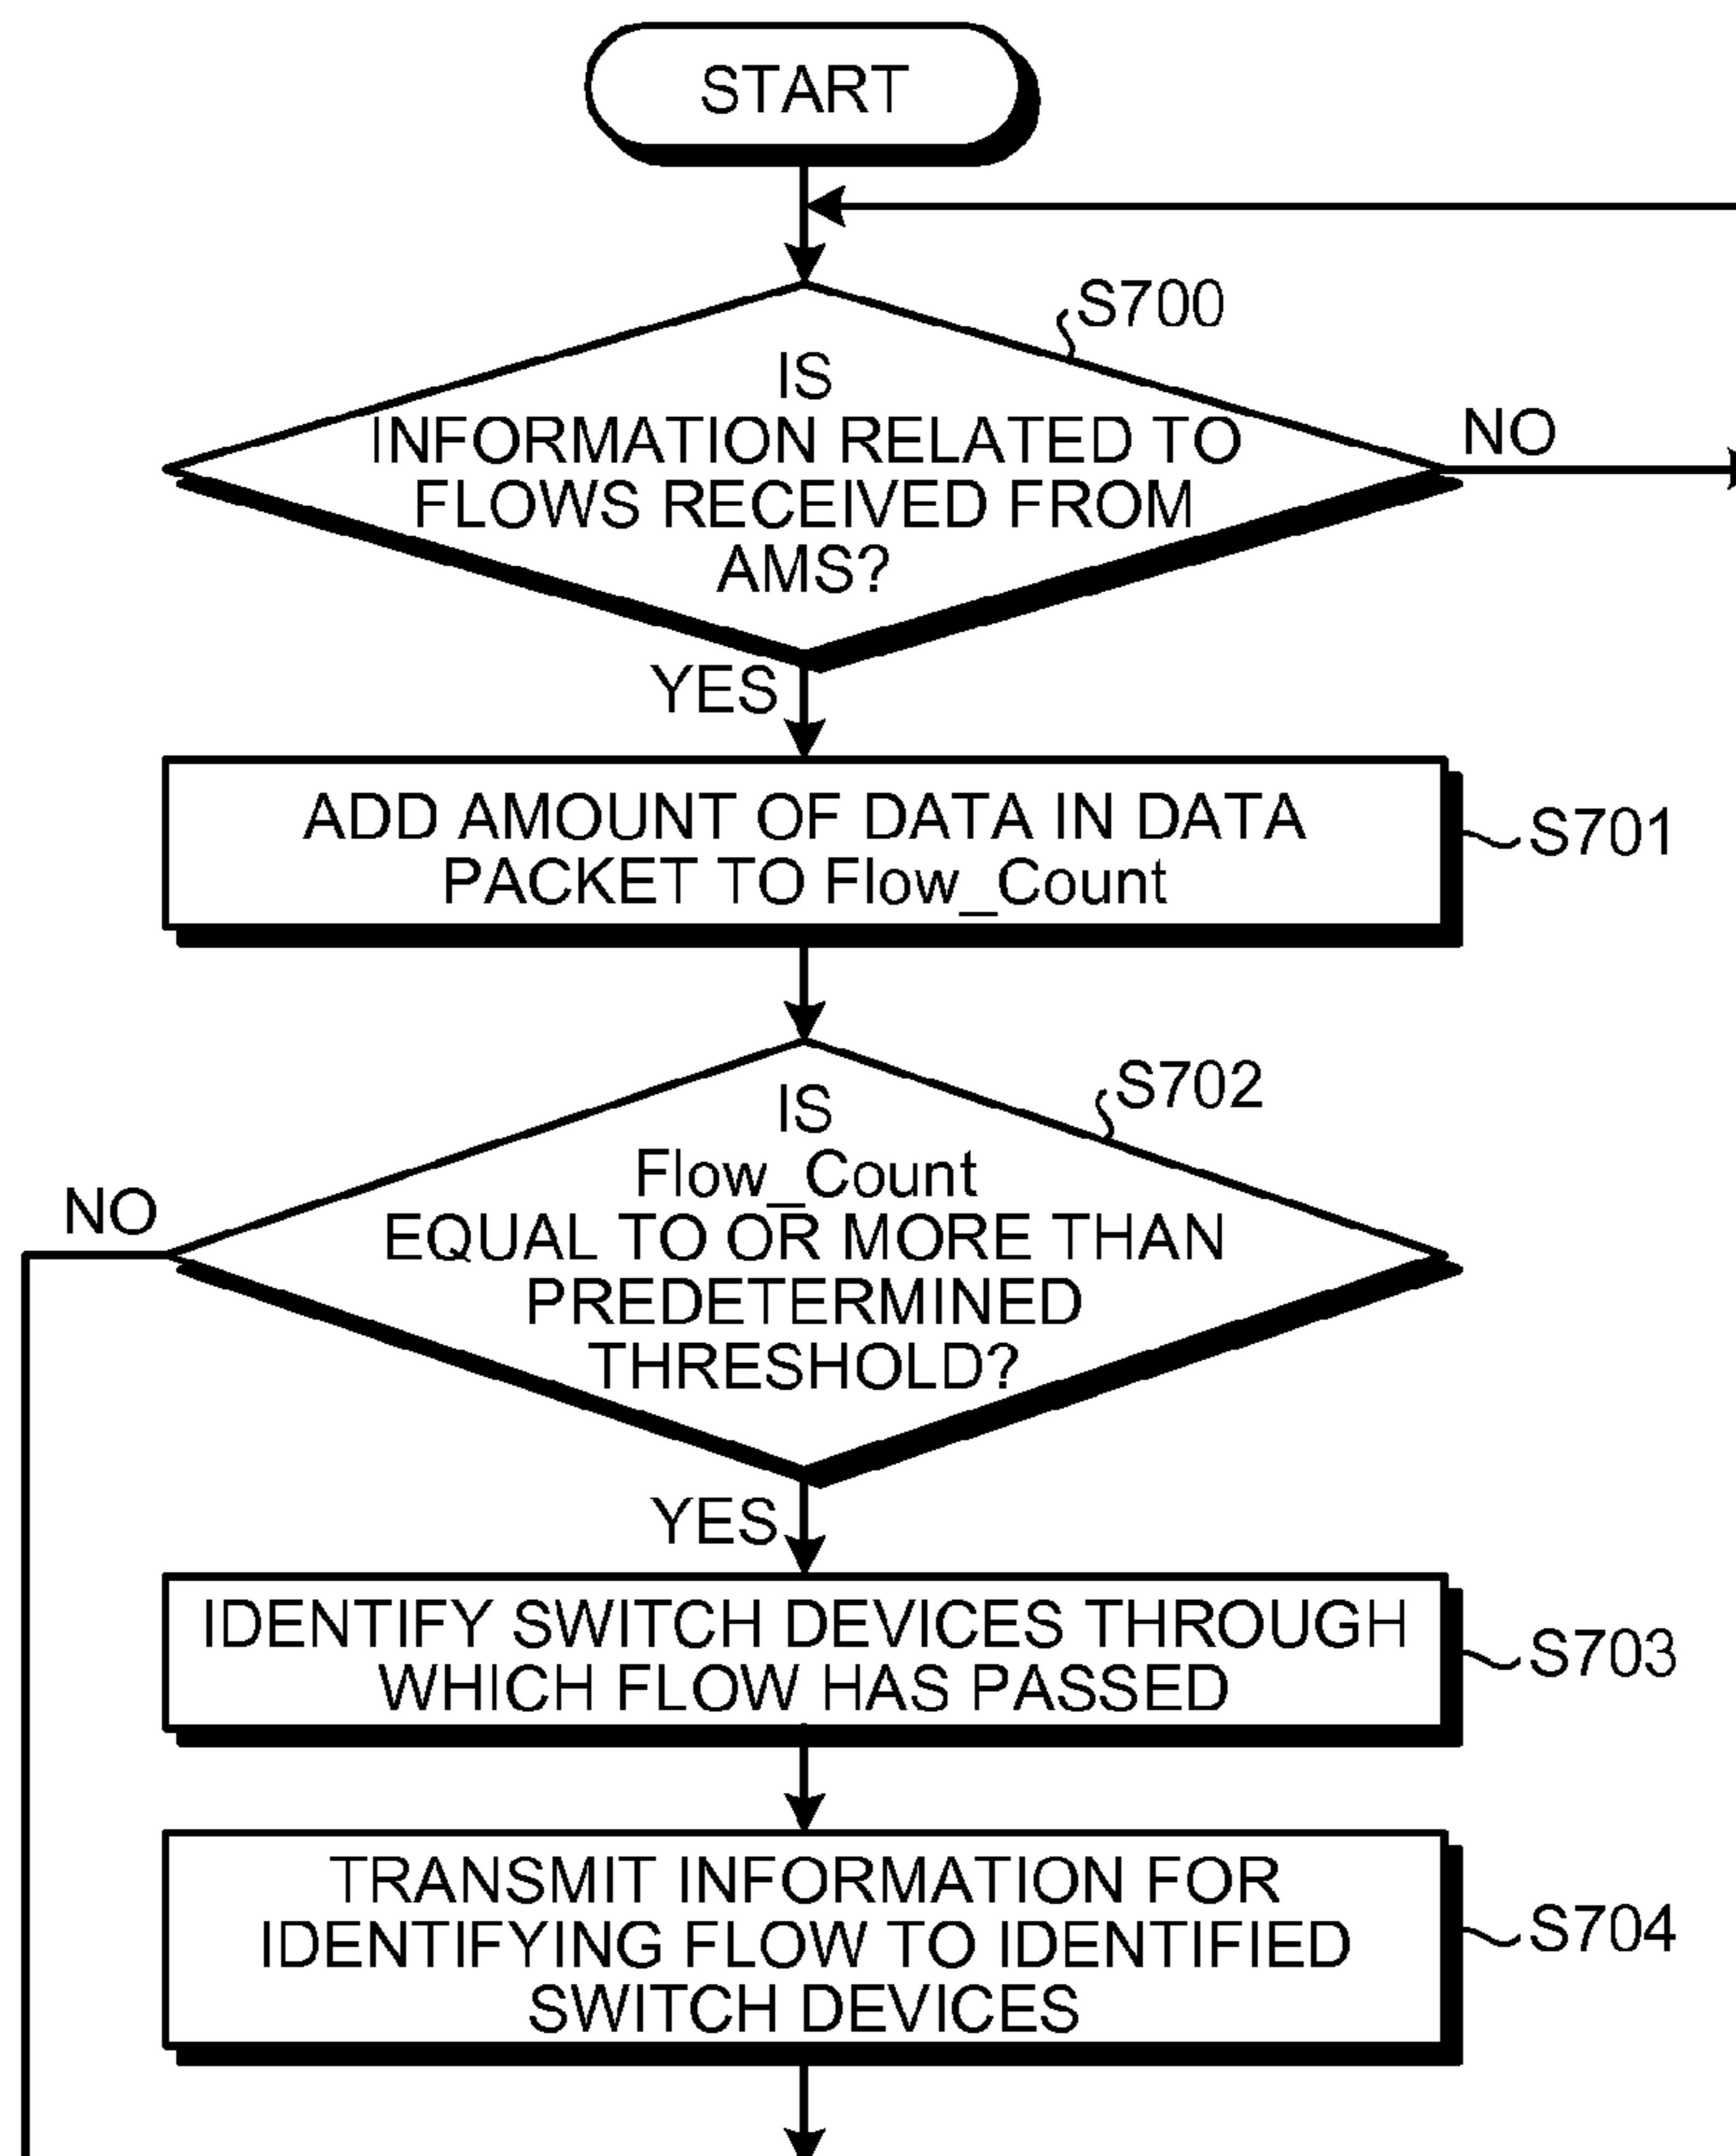 START
S700
IS
INFORMATION RELATED TO
FLOWS RECEIVED FROM
AMS?
NO
YES
ADD AMOUNT OF DATA IN DATA
PACKET TO Flow_Count
S701
S702
IS
Flow_Count
EQUAL TO OR MORE THAN
PREDETERMINED
THRESHOLD?
NO
YES
IDENTIFY SWITCH DEVICES THROUGH
WHICH FLOW HAS PASSED
S703
TRANSMIT INFORMATION FOR
IDENTIFYING FLOW TO IDENTIFIED
SWITCH DEVICES
S704